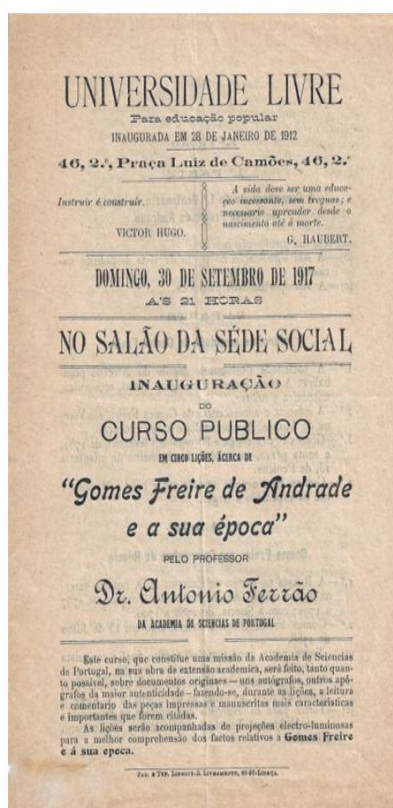 UNIVERSIDADE LIVRE
Para educação popular
INAUGURADA EM 28 DE JANEIRO DE 1912
46, 2.º, Praça Luiz de Camões, 46, 2.º
Instruir é construir.
VICTOR HUGO.
A vida deve ser uma educa-
ção incessante, sem treguas; é
necessario aprender desde o
nascimento até á morte.
G. HAUBERT.
DOMINGO, 30 DE SETEMBRO DE 1917
A'S 21 HORAS
NO SALÃO DA SÉDE SOCIAL
INAUGURAÇÃO
DO
CURSO PUBLICO
EM CINCO LIÇÕES, ÁCERCA DE
"Gomes Freire de Andrade
e a sua época"
PELO PROFESSOR
Dr. Antonio Ferrão
DA ACADEMIA DE SCIENCIAS DE PORTUGAL
Este curso, que constitue uma missão da Academia de Sciencias
de Portugal, na sua obra de extensão academica, será feito, tanto quan-
to possivel, sobre documentos originaes — uns autógrafos, outros apó-
grafos da maior autenticidade — fazendo-se, durante as lições, a leitura
e comentario das peças impressas e manuscritas mais caracteristicas
e importantes que forem citadas.
As lições serão acompanhadas de projeções electro-luminosas
para a melhor comprehensão dos factos relativos a Gomes Freire
e á sua epoca.